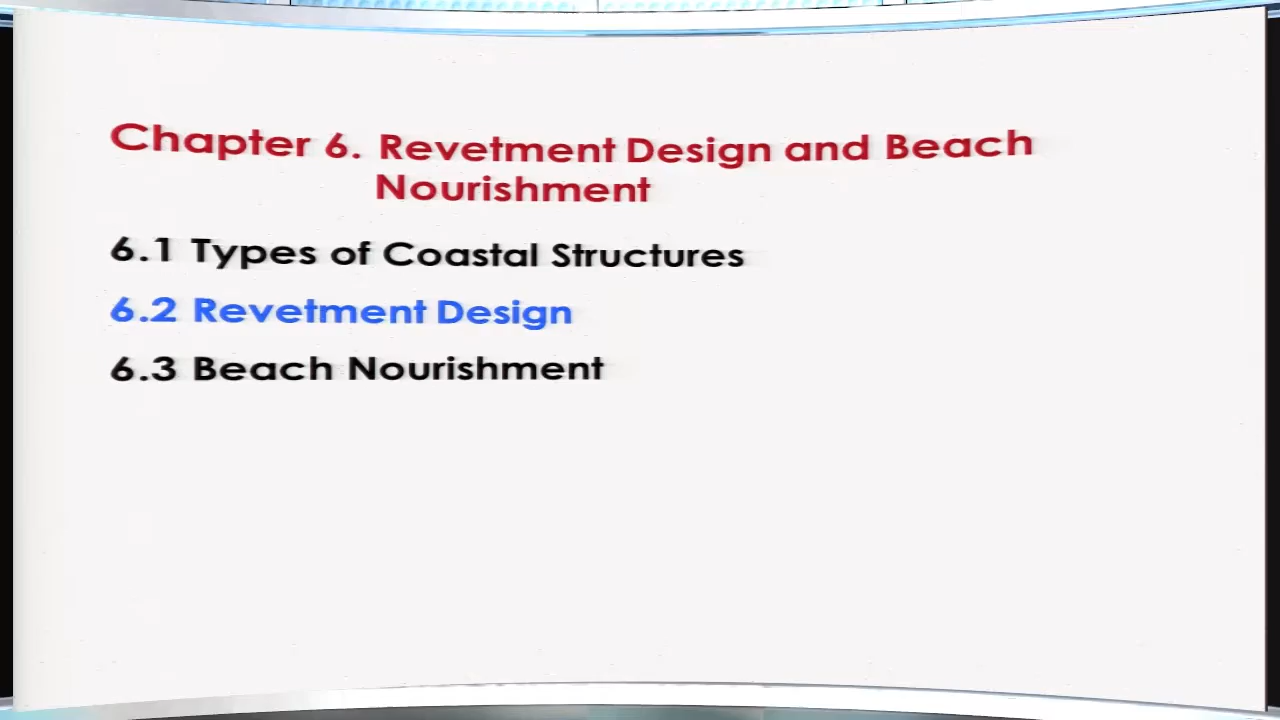 Chapter 6. Revetment Design and Beach
Nourishment
6.1 Types of Coastal Structures
6.2 Revetment Design
6.3 Beach Nourishment